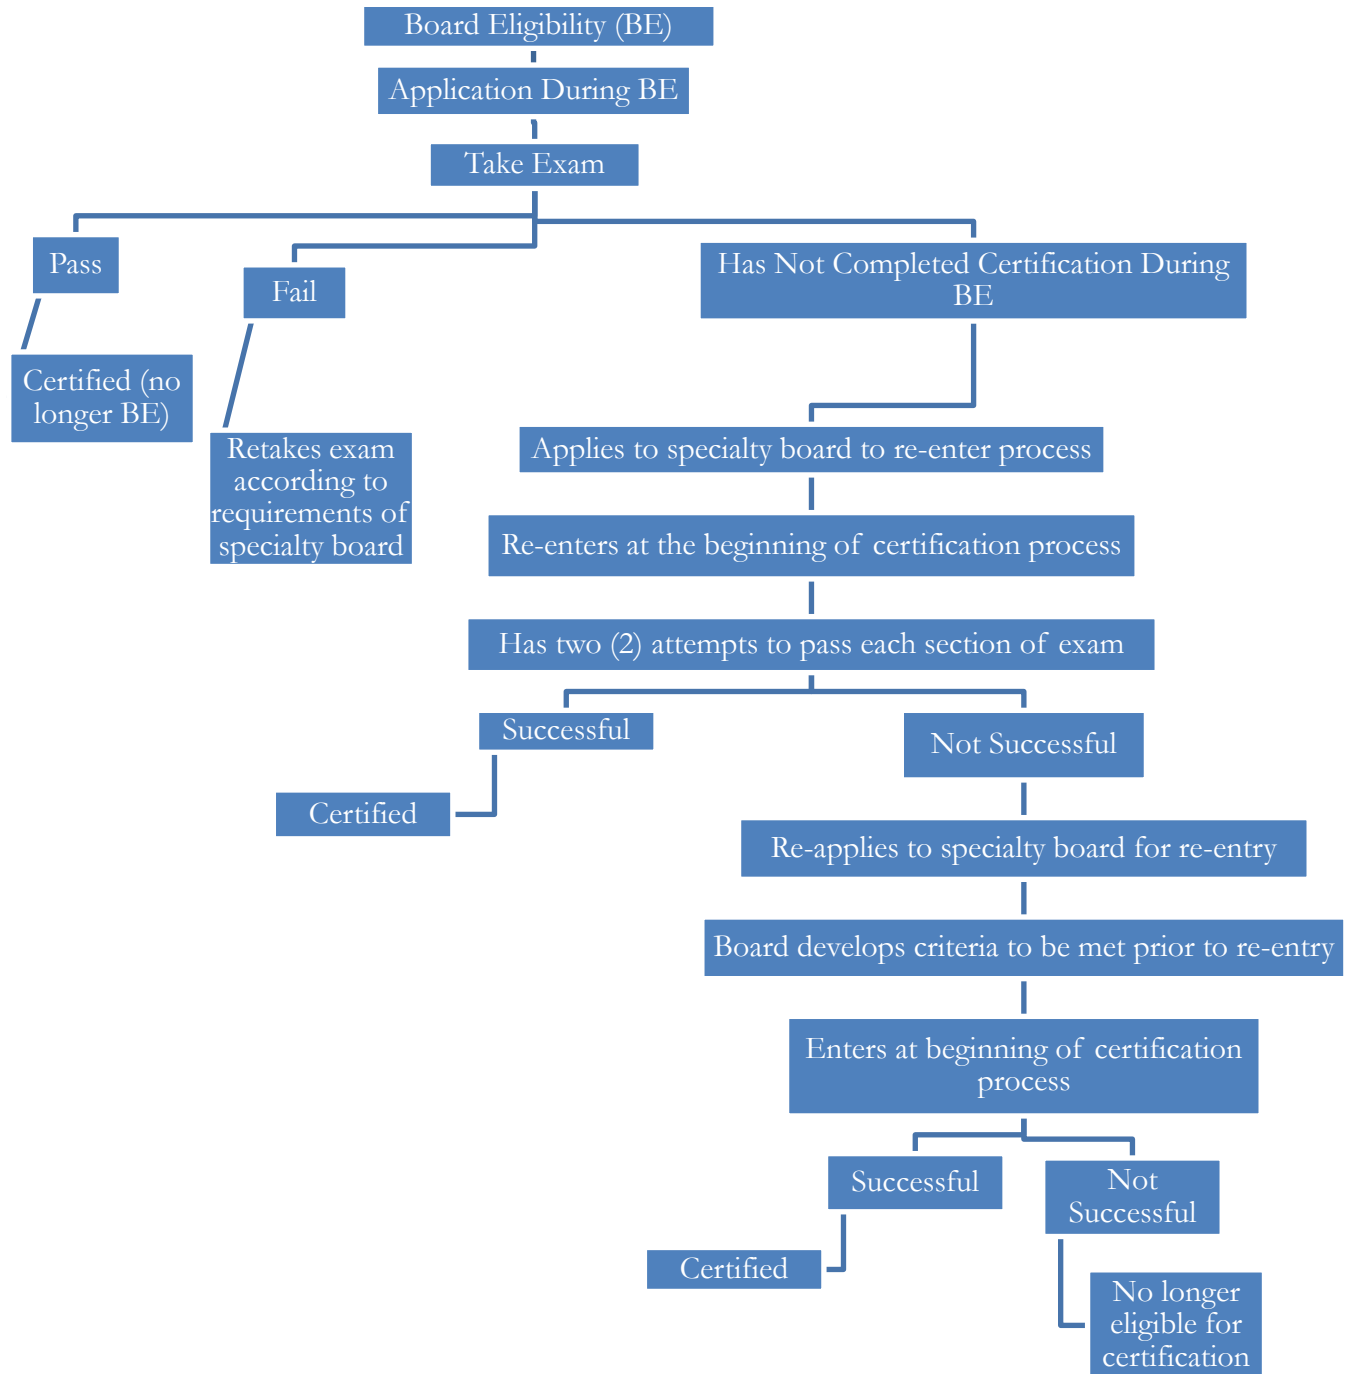 Board Eligibility (BE)
Application During BE
Take Exam
Pass
Fail
Has Not Completed Certification During
BE
Certified (no
longer BE)
Retakes exam
according to
requirements of
specialty board
Applies to specialty board to re-enter process
Re-enters at the beginning of certification process
Has two (2) attempts to pass each section of exam
Successful
Not Successful
Certified
Re-applies to specialty board for re-entry
Board develops criteria to be met prior to re-entry
Enters at beginning of certification
process
Successful
Not
Successful
Certified
No longer
eligible for
certification